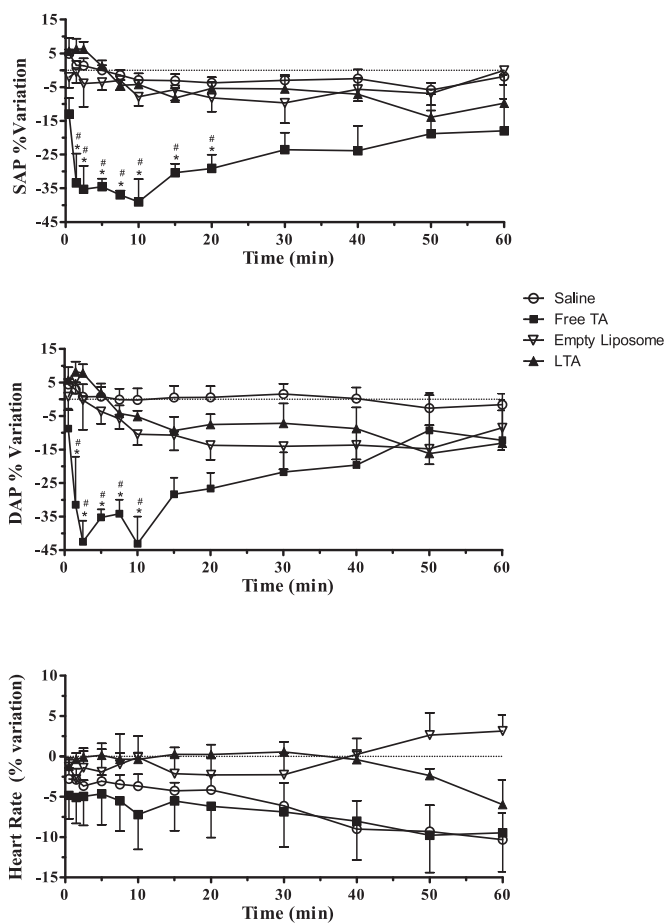 15
5
-5
-15
-25
-35
-45
SAP %Variation
# # # # # # #
* * * * * * *
0 10 20 30 40 50 60
Time (min)
Saline
Free TA
Empty Liposome
LTA
15
5
-5
-15
-25
-35
-45
DAP % Variation
# # # # #
* * * * *
0 10 20 30 40 50 60
Time (min)
10
5
0
-5
-10
-15
Heart Rate (% variation)
0 10 20 30 40 50 60
Time (min)